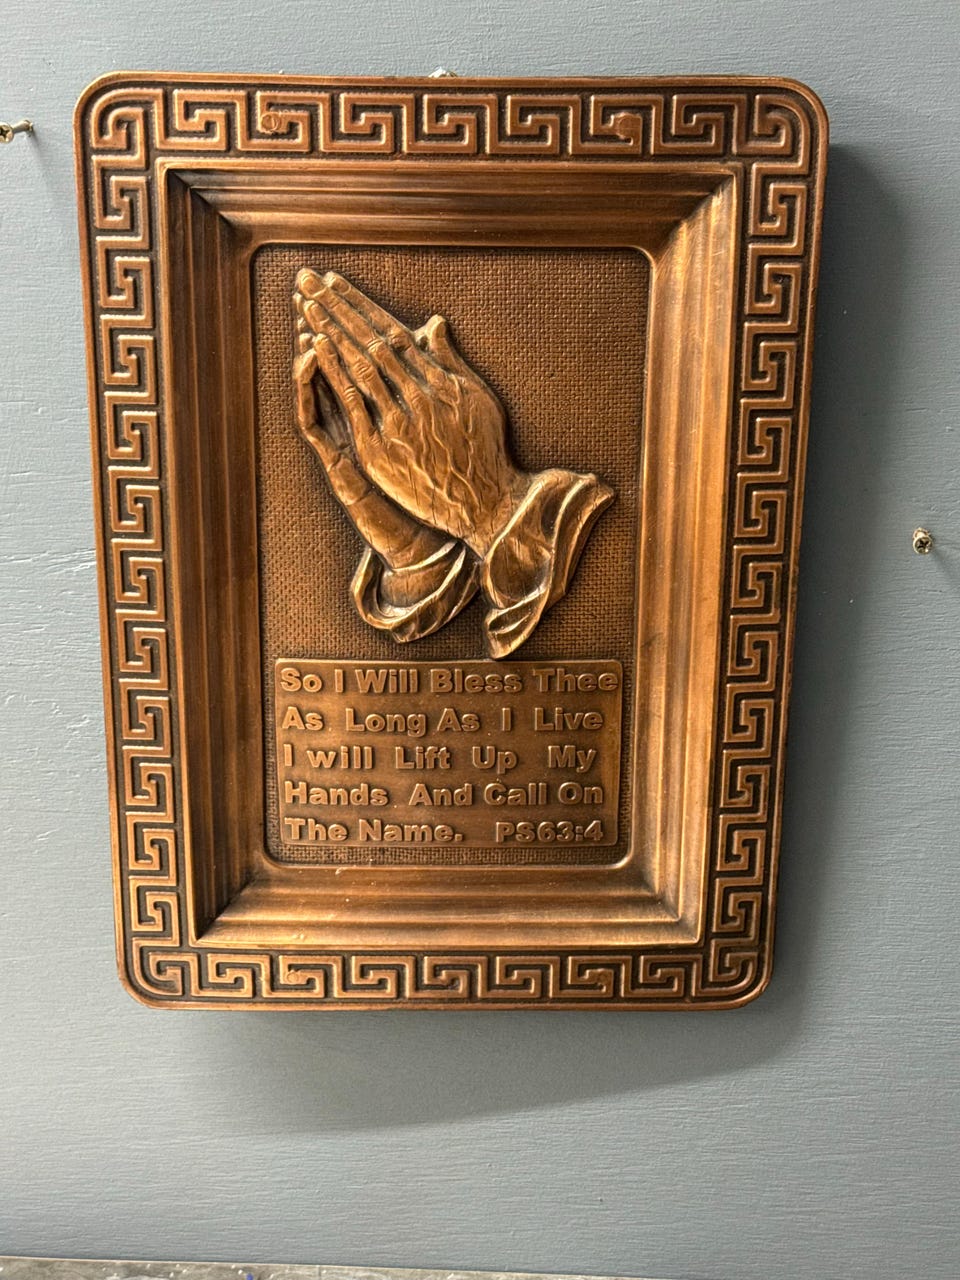 So I Will Bless Thee
As Long As I Live
I will Lift Up My
Hands And Call On
The Name. PS63:4